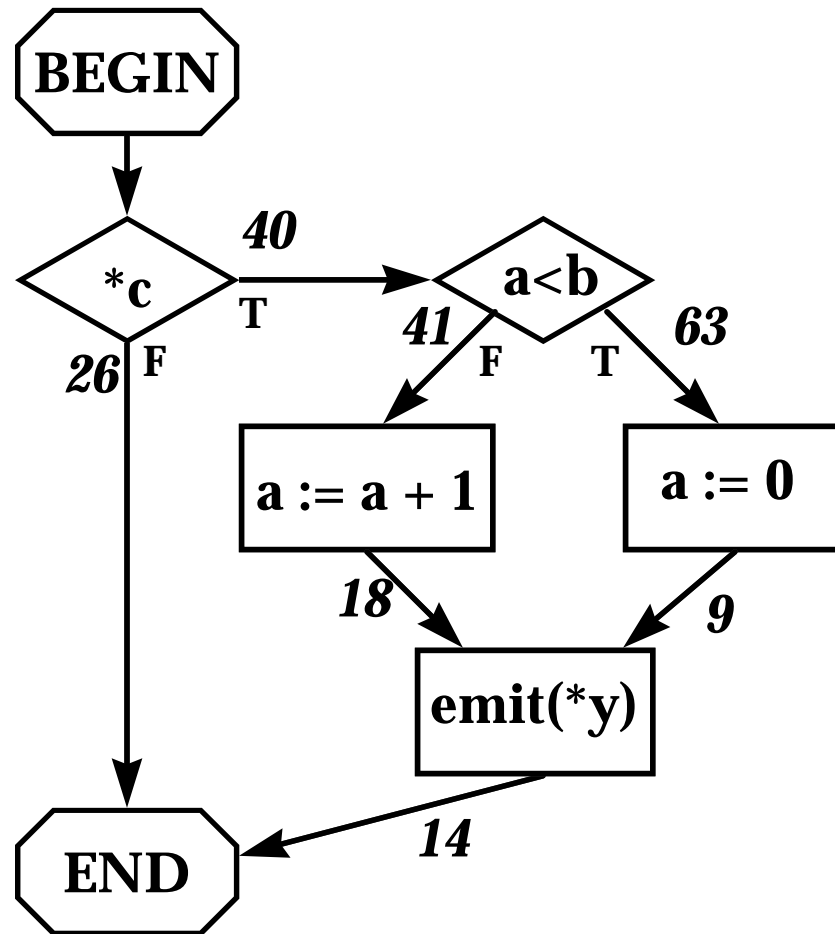 BEGIN
40
*c
a<b
T
41
63
26
F
F
T
a := a + 1
a := 0
18
9
emit(*y)
14
END